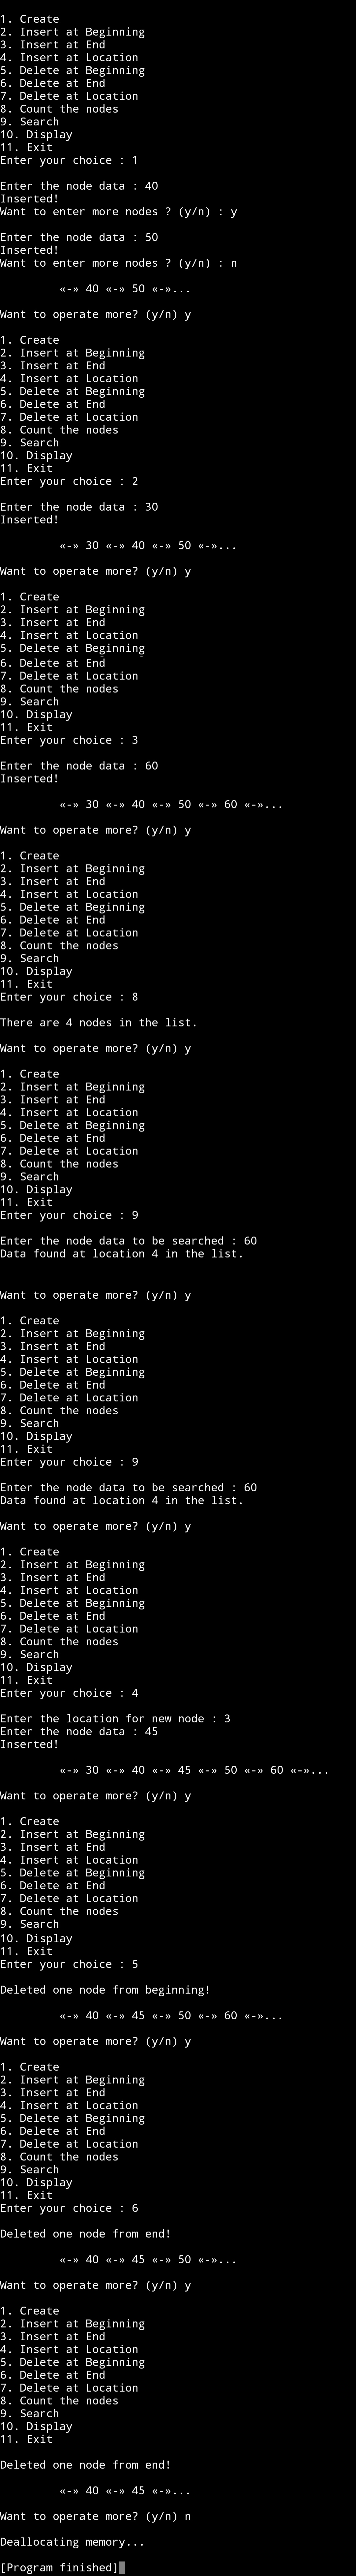 1. Create
2. Insert at Beginning
3. Insert at End
4. Insert at Location
5. Delete at Beginning
6. Delete at End
7. Delete at Location
8. Count the nodes
9. Search
10. Display
11. Exit
Enter your choice : 1
Enter the node data : 40
Inserted!
Want to enter more nodes ? (y/n) : y
Enter the node data : 50
Inserted!
Want to enter more nodes ? (y/n) : n
«-» 40 «-» 50 «-»...
Want to operate more? (y/n) y
1. Create
2. Insert at Beginning
3. Insert at End
4. Insert at Location
5. Delete at Beginning
6. Delete at End
7. Delete at Location
8. Count the nodes
9. Search
10. Display
11. Exit
Enter your choice : 2
Enter the node data : 30
Inserted!
«-» 30 «-» 40 «-» 50 «-»...
Want to operate more? (y/n) y
1. Create
2. Insert at Beginning
3. Insert at End
4. Insert at Location
5. Delete at Beginning
6. Delete at End
7. Delete at Location
8. Count the nodes
9. Search
10. Display
11. Exit
Enter your choice : 3
Enter the node data : 60
Inserted!
«-» 30 «-» 40 «-» 50 «-» 60 «-»...
Want to operate more? (y/n) y
1. Create
2. Insert at Beginning
3. Insert at End
4. Insert at Location
5. Delete at Beginning
6. Delete at End
7. Delete at Location
8. Count the nodes
9. Search
10. Display
11. Exit
Enter your choice : 8
There are 4 nodes in the list.
Want to operate more? (y/n) y
1. Create
2. Insert at Beginning
3. Insert at End
4. Insert at Location
5. Delete at Beginning
6. Delete at End
7. Delete at Location
8. Count the nodes
9. Search
10. Display
11. Exit
Enter your choice : 9
Enter the node data to be searched : 60
Data found at location 4 in the list.
Want to operate more? (y/n) y
1. Create
2. Insert at Beginning
3. Insert at End
4. Insert at Location
5. Delete at Beginning
6. Delete at End
7. Delete at Location
8. Count the nodes
9. Search
10. Display
11. Exit
Enter your choice : 9
Enter the node data to be searched : 60
Data found at location 4 in the list.
Want to operate more? (y/n) y
1. Create
2. Insert at Beginning
3. Insert at End
4. Insert at Location
5. Delete at Beginning
6. Delete at End
7. Delete at Location
8. Count the nodes
9. Search
10. Display
11. Exit
Enter your choice : 4
Enter the location for new node : 3
Enter the node data : 45
Inserted!
«-» 30 «-» 40 «-» 45 «-» 50 «-» 60 «-»...
Want to operate more? (y/n) y
1. Create
2. Insert at Beginning
3. Insert at End
4. Insert at Location
5. Delete at Beginning
6. Delete at End
7. Delete at Location
8. Count the nodes
9. Search
10. Display
11. Exit
Enter your choice : 5
Deleted one node from beginning!
«-» 40 «-» 45 «-» 50 «-» 60 «-»...
Want to operate more? (y/n) y
1. Create
2. Insert at Beginning
3. Insert at End
4. Insert at Location
5. Delete at Beginning
6. Delete at End
7. Delete at Location
8. Count the nodes
9. Search
10. Display
11. Exit
Enter your choice : 6
Deleted one node from end!
«-» 40 «-» 45 «-» 50 «-»...
Want to operate more? (y/n) y
1. Create
2. Insert at Beginning
3. Insert at End
4. Insert at Location
5. Delete at Beginning
6. Delete at End
7. Delete at Location
8. Count the nodes
9. Search
10. Display
11. Exit
Deleted one node from end!
«-» 40 «-» 45 «-»...
Want to operate more? (y/n) n
Deallocating memory...
[Program finished]